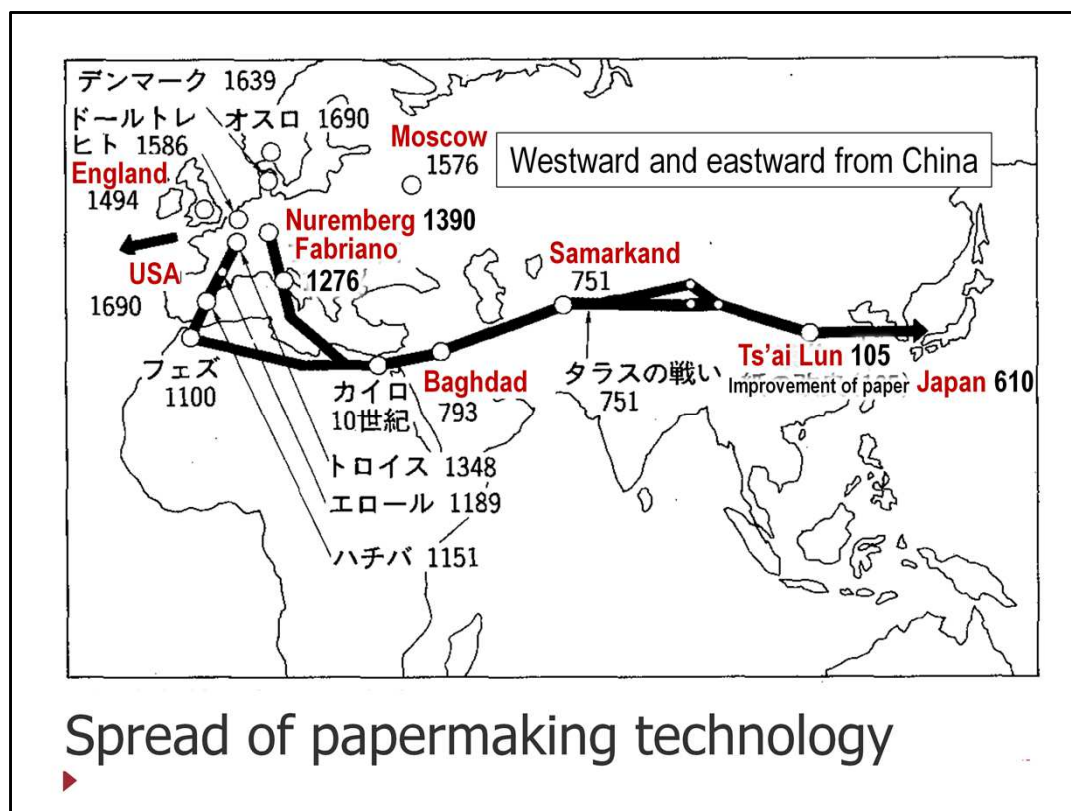 デンマーク 1639
ドールトレ
ヒト 1586
オスロ 1690
Moscow
1576
Westward and eastward from China
England
1494
Nuremberg 1390
Fabriano
1276
USA
1690
Samarkand
751
フェズ
1100
カイロ
10世紀
Baghdad
793
タラスの戦い
751
Ts'ai Lun 105
Improvement of paper
Japan 610
トロイス 1348
エロール 1189
ハチバ 1151
Spread of papermaking technology